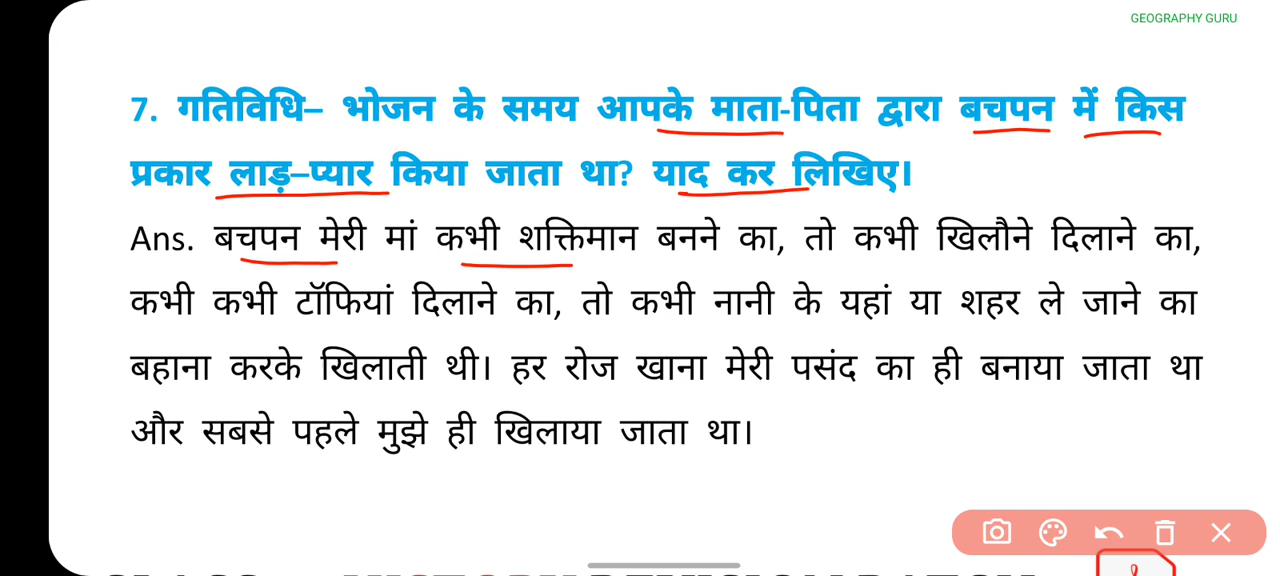 GEOGRAPHY GURU
7. गतिविधि– भोजन के समय आपके माता-पिता द्वारा बचपन में किस
प्रकार लाड़–प्यार किया जाता था? याद कर लिखिए।
Ans. बचपन मेरी मां कभी शक्तिमान बनने का, तो कभी खिलौने दिलाने का,
कभी कभी टॉफियां दिलाने का, तो कभी नानी के यहां या शहर ले जाने का
बहाना करके खिलाती थी। हर रोज खाना मेरी पसंद का ही बनाया जाता था
और सबसे पहले मुझे ही खिलाया जाता था।